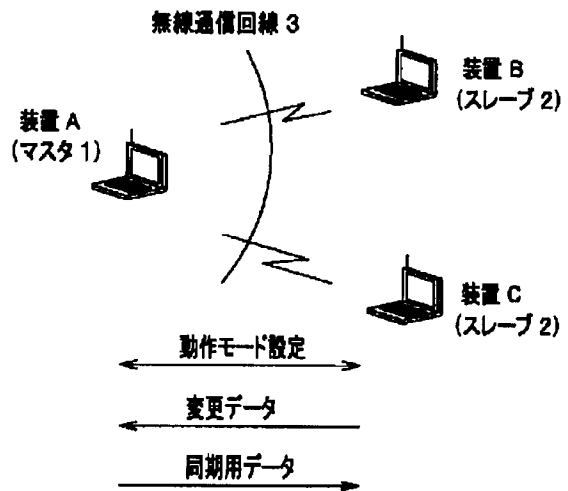 無線通信回線 3
装置 B
(スレーブ 2)
装置 A
(マスタ 1)
装置 C
(スレーブ 2)
動作モード設定
変更データ
同期用データ